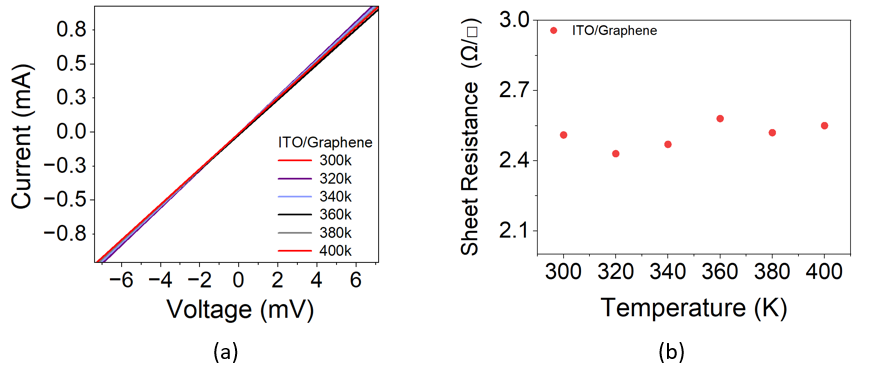 Current (mA)
0.8
0.5
0.3
0.0
−0.3
−0.5
−0.8
ITO/Graphene
300k
320k
340k
360k
380k
400k
−6 −4 −2 0 2 4 6
Voltage (mV)
(a)
Sheet Resistance (Ω/□)
3.0
2.7
2.4
2.1
ITO/Graphene
300 320 340 360 380 400
Temperature (K)
(b)